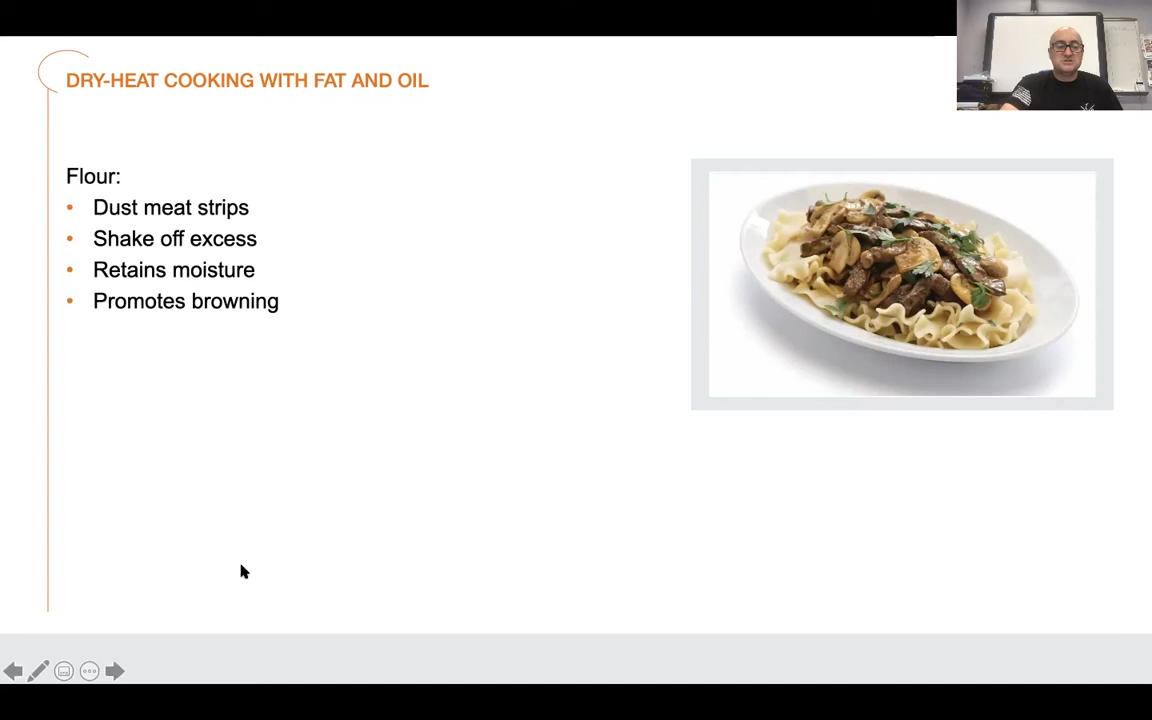 DRY-HEAT COOKING WITH FAT AND OIL
Flour:
• Dust meat strips
• Shake off excess
• Retains moisture
• Promotes browning